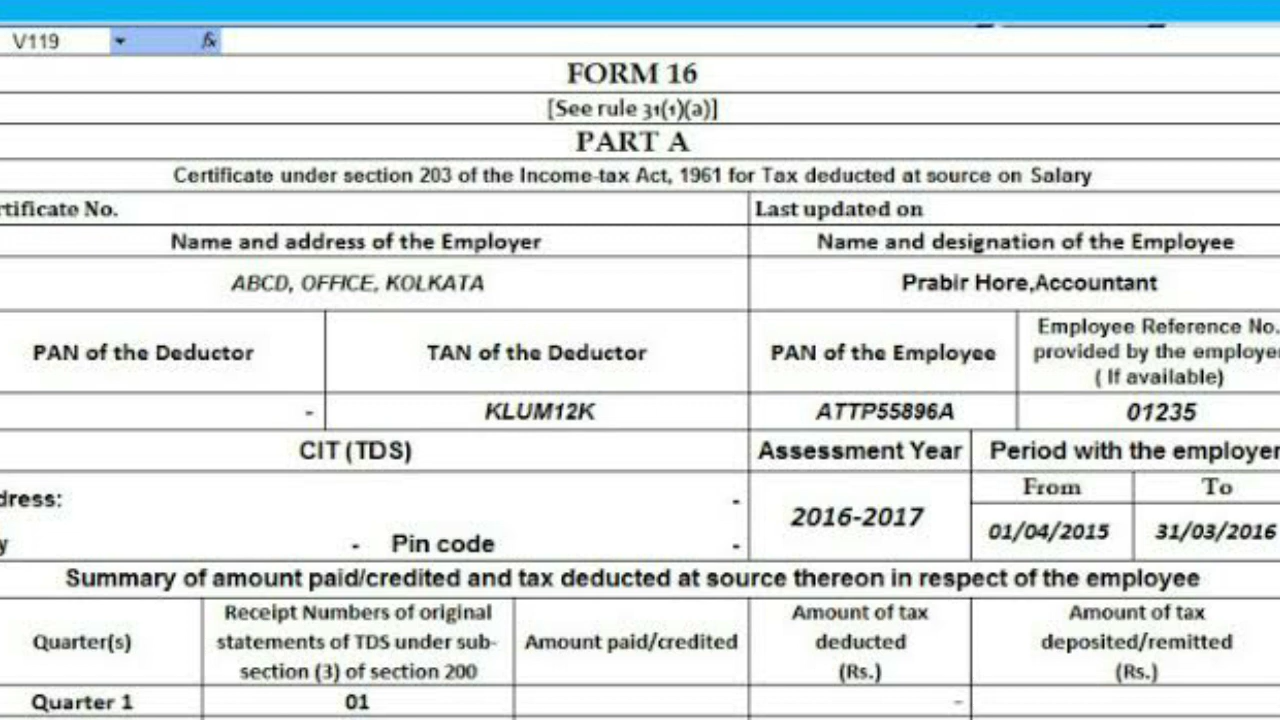 V119 fx
FORM 16
[See rule 31(1)(a)]
PART A
Certificate under section 203 of the Income-tax Act, 1961 for Tax deducted at source on Salary
rtificate No. Last updated on
Name and address of the Employer Name and designation of the Employee
ABCD, OFFICE, KOLKATA Prabir Hore,Accountant
PAN of the Deductor TAN of the Deductor PAN of the Employee
Employee Reference No.
provided by the employe
( If available)
- KLUM12K ATTP55896A 01235
CIT (TDS) Assessment Year Period with the employer
dress: -
y - Pin code -
2016-2017
From To
01/04/2015 31/03/2016
Summary of amount paid/credited and tax deducted at source thereon in respect of the employee
Quarter(s)
Receipt Numbers of original
statements of TDS under sub-
section (3) of section 200
Amount paid/credited
Amount of tax
deducted
(Rs.)
Amount of tax
deposited/remitted
(Rs.)
Quarter 1 01 -